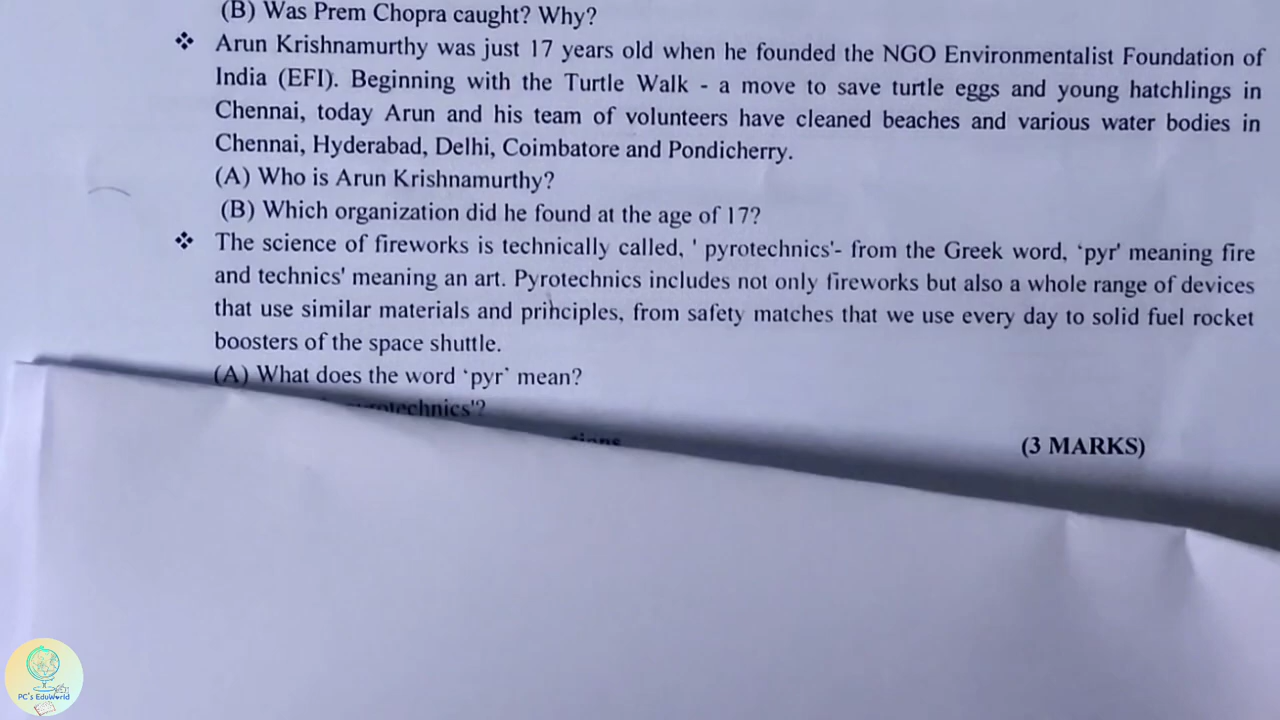 (B) Was Prem Chopra caught? Why?
❖ Arun Krishnamurthy was just 17 years old when he founded the NGO Environmentalist Foundation of
India (EFI). Beginning with the Turtle Walk - a move to save turtle eggs and young hatchlings in
Chennai, today Arun and his team of volunteers have cleaned beaches and various water bodies in
Chennai, Hyderabad, Delhi, Coimbatore and Pondicherry.
(A) Who is Arun Krishnamurthy?
(B) Which organization did he found at the age of 17?
❖ The science of fireworks is technically called, ' pyrotechnics'- from the Greek word, ‘pyr' meaning fire
and technics' meaning an art. Pyrotechnics includes not only fireworks but also a whole range of devices
that use similar materials and principles, from safety matches that we use every day to solid fuel rocket
boosters of the space shuttle.
(A) What does the word ‘pyr’ mean?
(3 MARKS)
PC's EduWorld